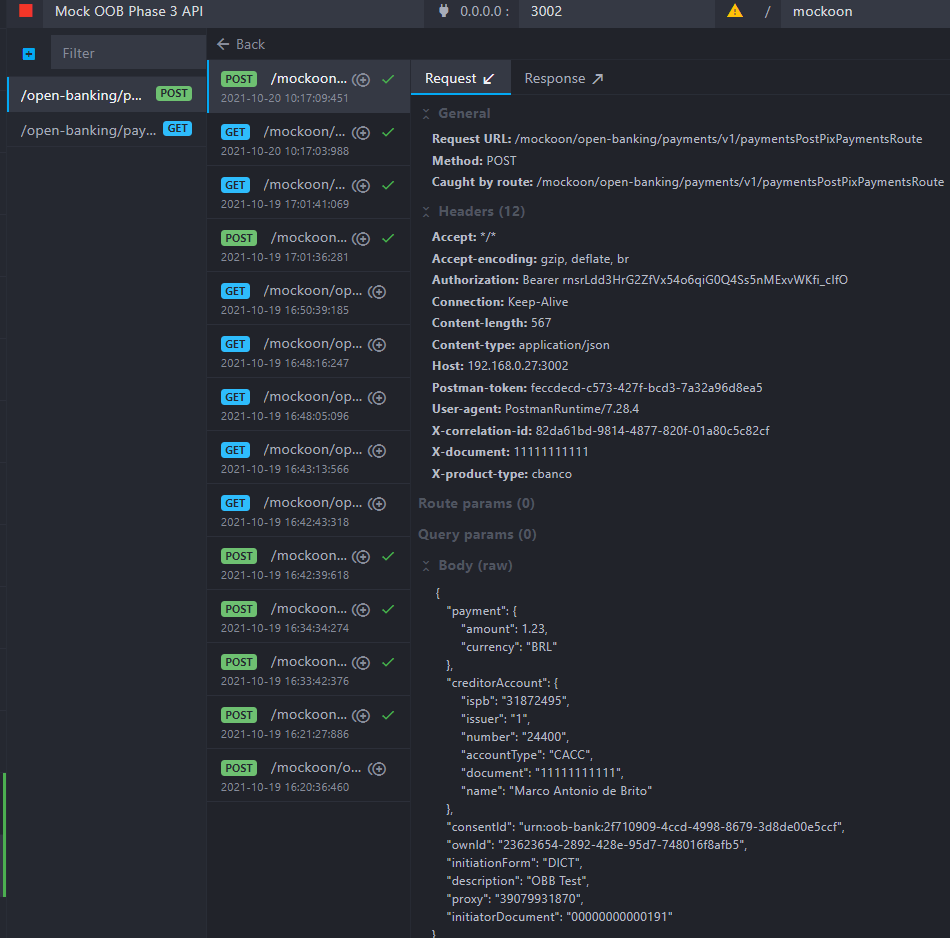 Mock OOB Phase 3 API
0.0.0.0 :
3002
/
mockoon
Filter
/open-banking/p... POST
/open-banking/pay... GET
Back
POST /mockoon...
2021-10-20 10:17:09:451
GET /mockoon/...
2021-10-20 10:17:03:988
GET /mockoon/...
2021-10-19 17:01:41:069
POST /mockoon...
2021-10-19 17:01:36:281
GET /mockoon/op...
2021-10-19 16:50:39:185
GET /mockoon/op...
2021-10-19 16:48:16:247
GET /mockoon/op...
2021-10-19 16:48:05:096
GET /mockoon/op...
2021-10-19 16:43:13:566
GET /mockoon/op...
2021-10-19 16:42:43:318
POST /mockoon...
2021-10-19 16:42:39:618
POST /mockoon...
2021-10-19 16:34:34:274
POST /mockoon...
2021-10-19 16:33:42:376
POST /mockoon...
2021-10-19 16:21:27:886
POST /mockoon/o...
2021-10-19 16:20:36:460
Request
Response
General
Request URL: /mockoon/open-banking/payments/v1/paymentsPostPixPaymentsRoute
Method: POST
Caught by route: /mockoon/open-banking/payments/v1/paymentsPostPixPaymentsRoute
Headers (12)
Accept: */*
Accept-encoding: gzip, deflate, br
Authorization: Bearer rnsrLdd3HrG2ZfVx54o6qiG0Q4Ss5nMExvWKfi_cIfO
Connection: Keep-Alive
Content-length: 567
Content-type: application/json
Host: 192.168.0.27:3002
Postman-token: feccdecd-c573-427f-bcd3-7a32a96d8ea5
User-agent: PostmanRuntime/7.28.4
X-correlation-id: 82da61bd-9814-4877-820f-01a80c5c82cf
X-document: 11111111111
X-product-type: cbanco
Route params (0)
Query params (0)
Body (raw)
{
"payment": {
"amount": 1.23,
"currency": "BRL"
},
"creditorAccount": {
"ispb": "31872495",
"issuer": "1",
"number": "24400",
"accountType": "CACC",
"document": "11111111111",
"name": "Marco Antonio de Brito"
},
"consentId": "urn:oob-bank:2f710909-4ccd-4998-8679-3d8de00e5ccf",
"ownId": "23623654-2892-428e-95d7-748016f8afb5",
"initiationForm": "DICT",
"description": "OBB Test",
"proxy": "39079931870",
"initiatorDocument": "00000000000191"
}